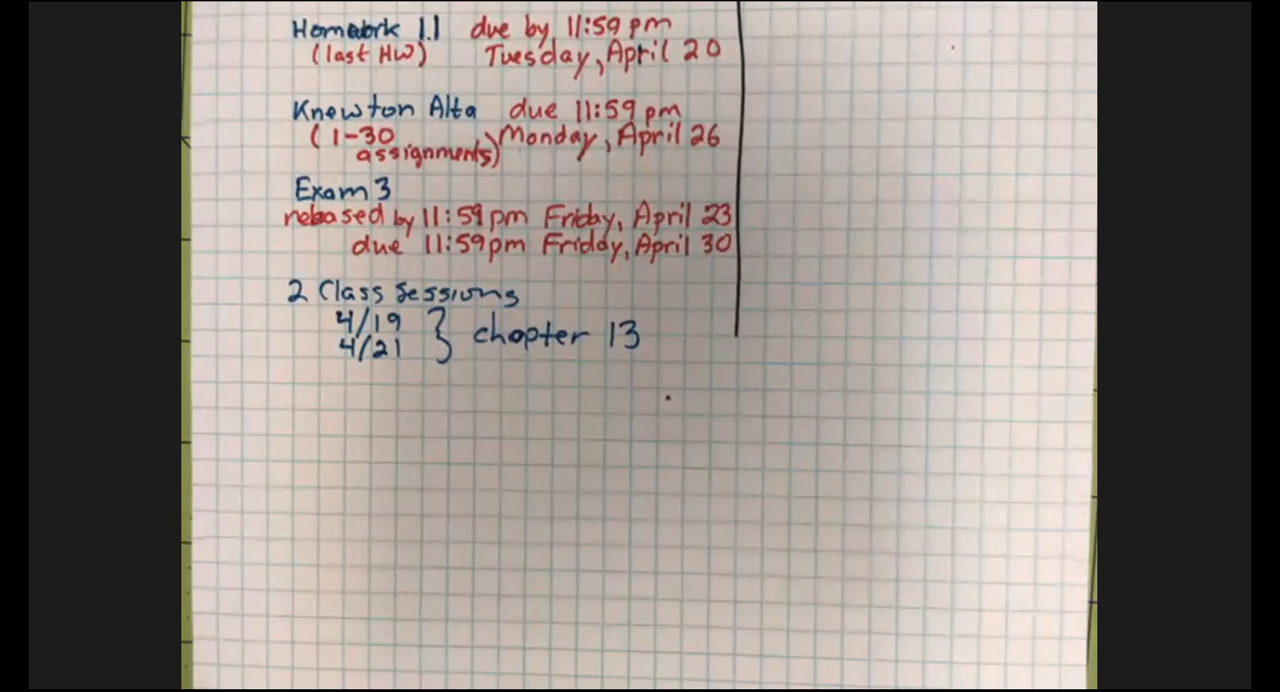 Homework 11 due by 11:59 pm
(last HW) Tuesday, April 20
Knewton Alta due 11:59 pm
(1-30 assignments) Monday, April 26
Exam 3
released by 11:59 pm Friday, April 23
due 11:59 pm Friday, April 30
2 Class Sessions
4/19
4/21 } chapter 13